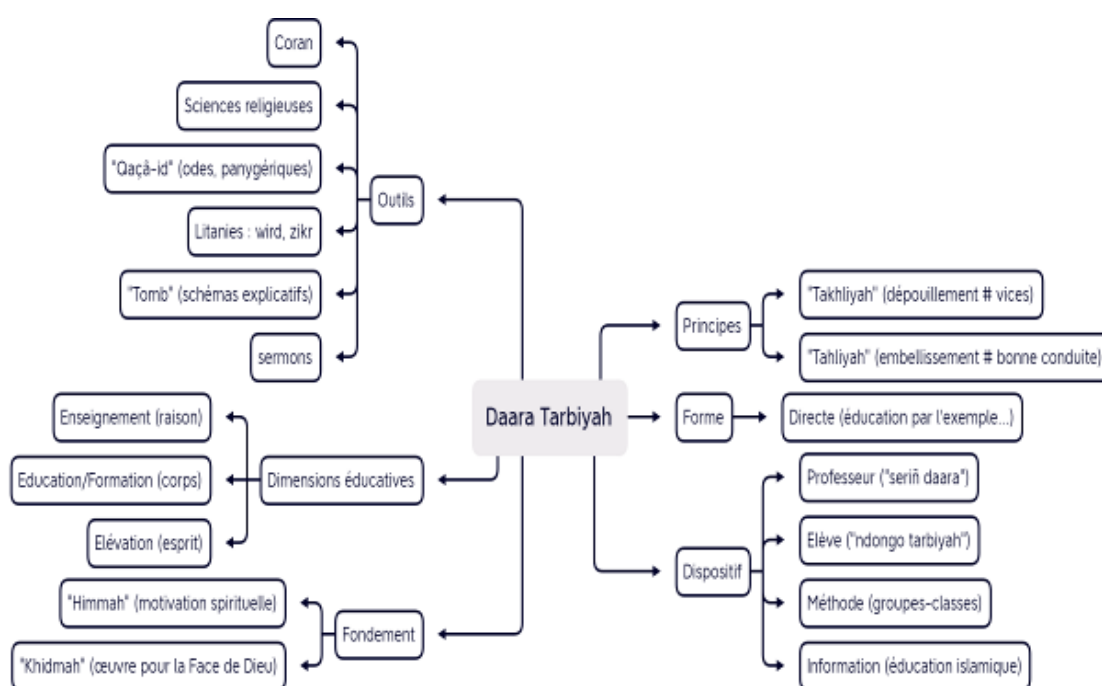 Coran
Sciences religieuses
"Qaçâ-id" (odes, panygériques)
Litanies : wird, zikr
"Tomb" (schémas explicatifs)
sermons
Outils
Enseignement (raison)
Education/Formation (corps)
Elévation (esprit)
Dimensions éducatives
"Himmah" (motivation spirituelle)
"Khidmah" (œuvre pour la Face de Dieu)
Fondement
Daara Tarbiyah
Principes
"Takhliyah" (dépouillement # vices)
"Tahliyah" (embellissement # bonne conduite)
Forme
Directe (éducation par l'exemple...)
Dispositif
Professeur ("seriñ daara")
Elève ("ndongo tarbiyah")
Méthode (groupes-classes)
Information (éducation islamique)